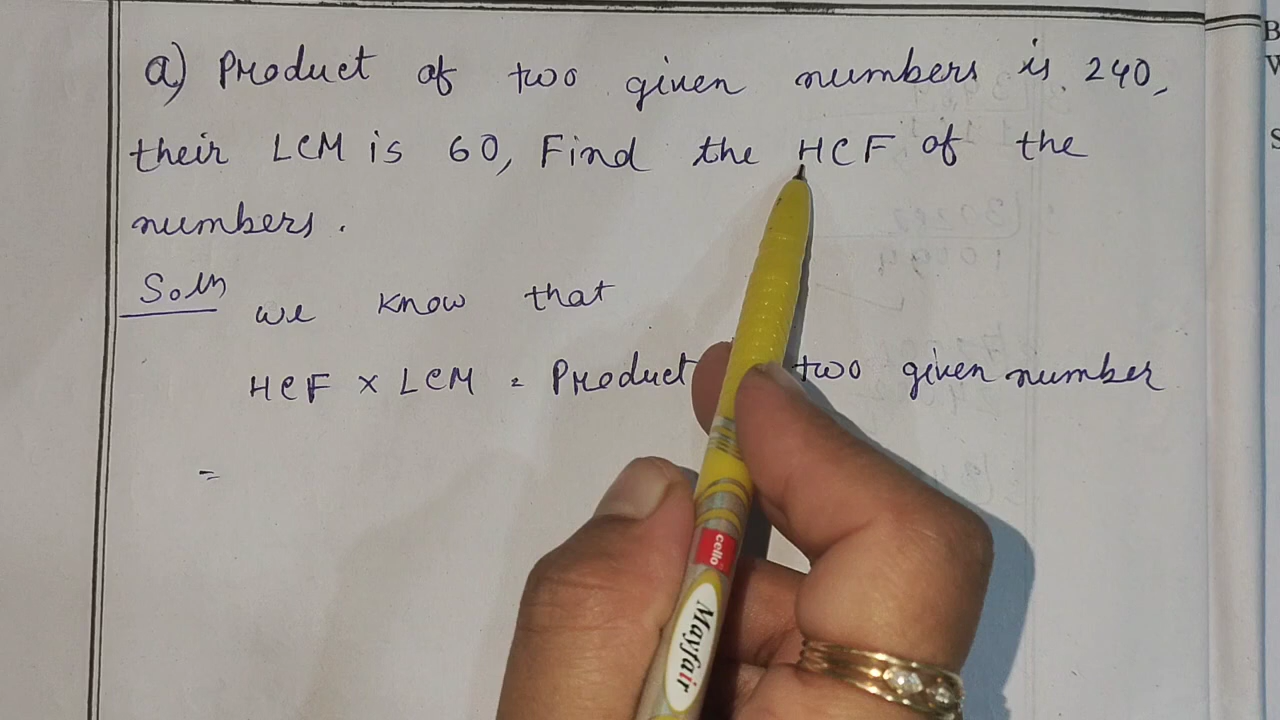 a) Product of two given numbers is 240,
their LCM is 60, Find the HCF of the
numbers.
Soln we know that
HCF × LCM = Product two given number
=
cello
Mayfair
B
W
S